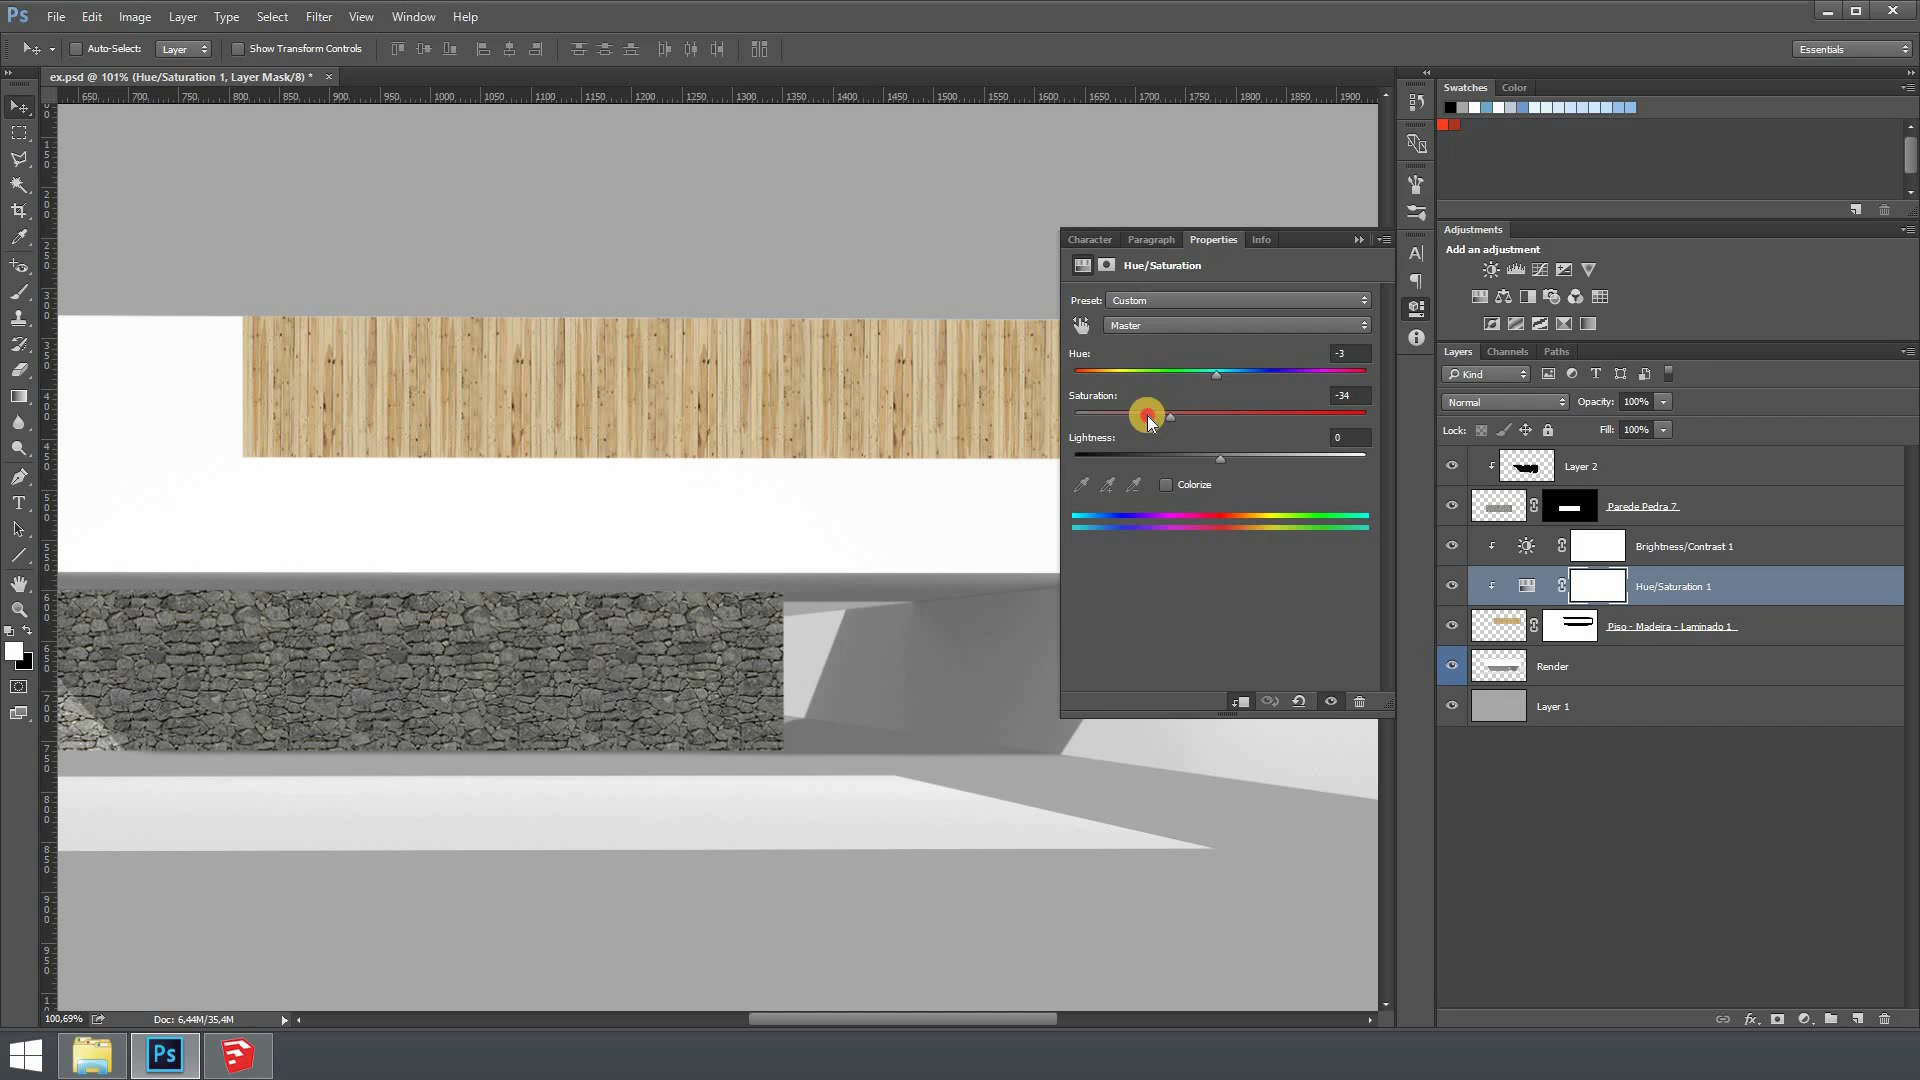 Ps File Edit Image Layer Type Select Filter View Window Help
Auto-Select: Layer Show Transform Controls Essentials
ex.psd @ 101% (Hue/Saturation 1, Layer Mask/8) * ×
650 700 750 800 850 900 950 1000 1050 1100 1150 1200 1250 1300 1350 1400 1450 1500 1550 1600 1650 1700 1750 1800 1850 1900
Swatches Color
Adjustments
Add an adjustment
Character Paragraph Properties Info
Hue/Saturation
Preset: Custom
Master
Hue: -3
Saturation: -34
Lightness: 0
Colorize
Layers Channels Paths
Kind
Normal Opacity: 100%
Lock: Fill: 100%
Layer 2
Parede Pedra 7
Brightness/Contrast 1
Hue/Saturation 1
Piso - Madeira - Laminado 1
Render
Layer 1
100,69% Doc: 6,44M/35,4M
fx
Ps